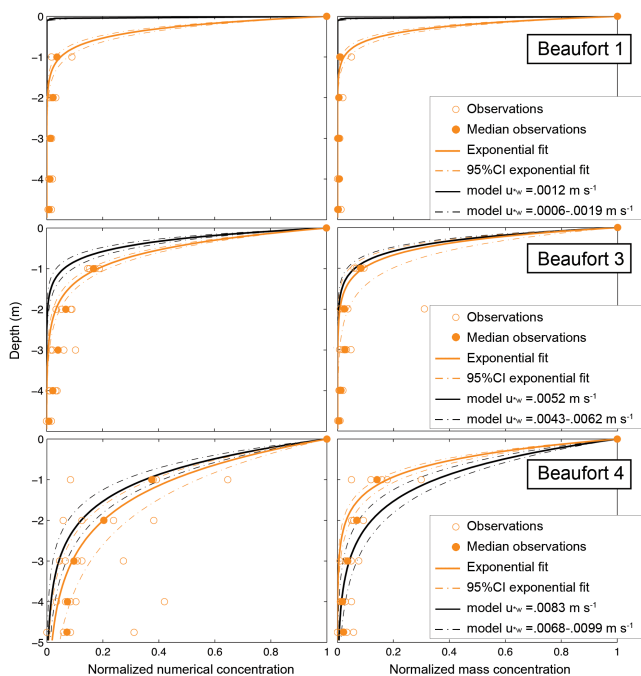 0
−1
−2
−3
−4
Beaufort 1
Observations
Median observations
Exponential fit
95%CI exponential fit
model u*w =.0012 m s-1
model u*w =.0006-.0019 m s-1
0
−1
−2
−3
−4
Depth (m)
Beaufort 3
Observations
Median observations
Exponential fit
95%CI exponential fit
model u*w =.0052 m s-1
model u*w =.0043-.0062 m s-1
0
−1
−2
−3
−4
−5
Beaufort 4
Observations
Median observations
Exponential fit
95%CI exponential fit
model u*w =.0083 m s-1
model u*w =.0068-.0099 m s-1
0 0.2 0.4 0.6 0.8 1 0 0.2 0.4 0.6 0.8 1
Normalized numerical concentration Normalized mass concentration